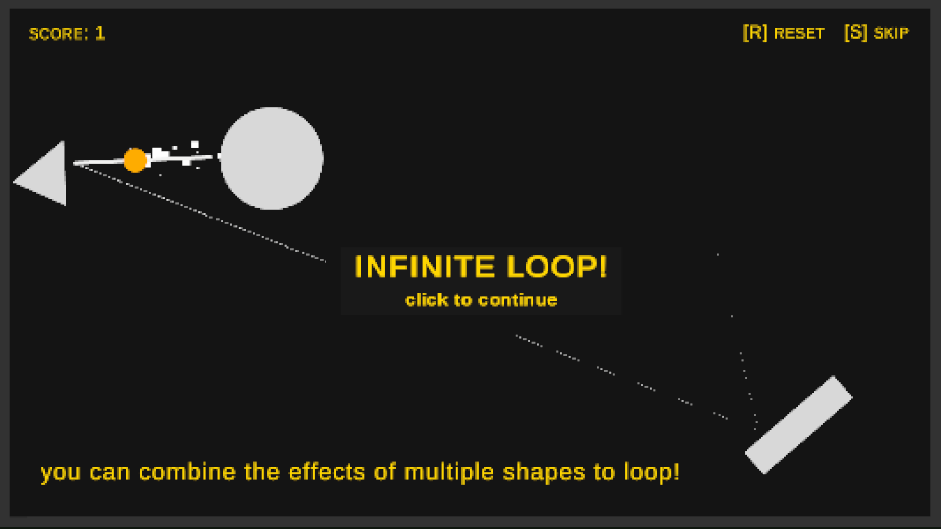 SCORE: 1
[R] RESET [S] SKIP
INFINITE LOOP!
click to continue
you can combine the effects of multiple shapes to loop!